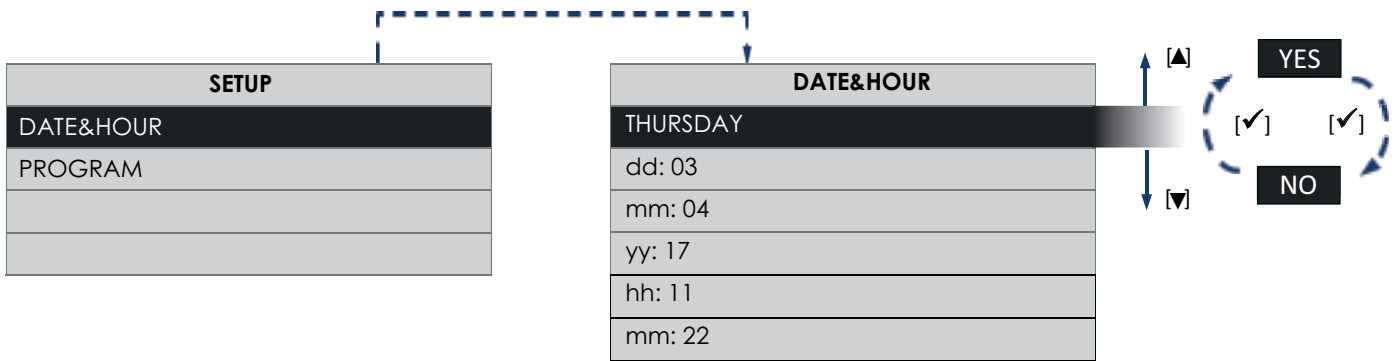 SETUP
DATE&HOUR
PROGRAM
DATE&HOUR
THURSDAY
dd: 03
mm: 04
yy: 17
hh: 11
mm: 22
[▲]
[▼]
YES
[✓] [✓]
NO